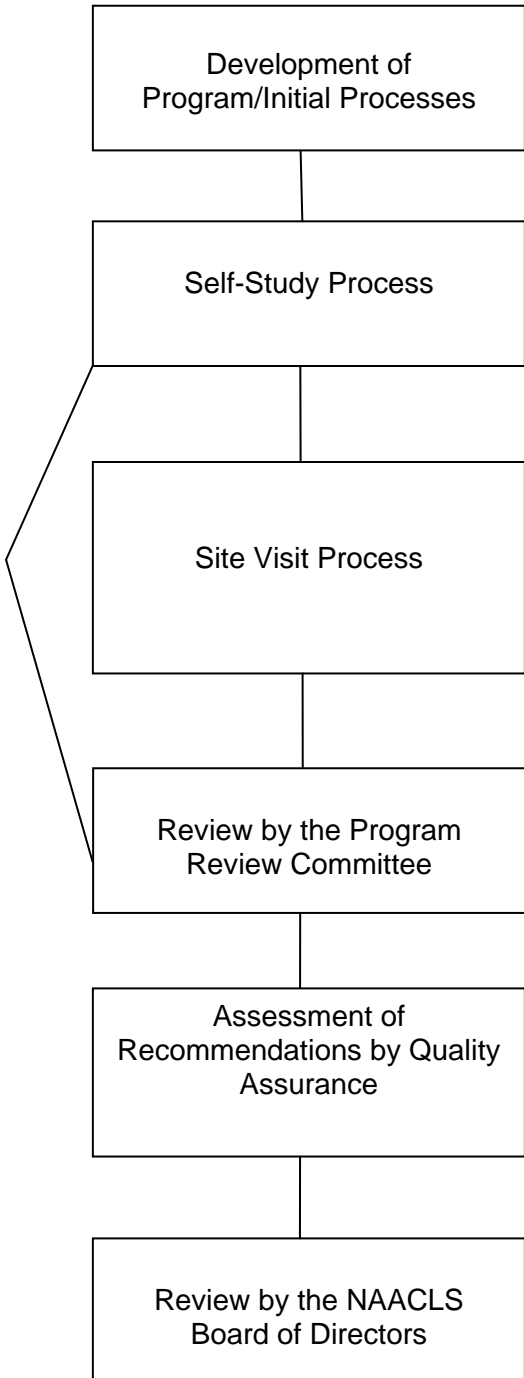 Development of
Program/Initial Processes
Self-Study Process
Site Visit Process
Review by the Program
Review Committee
Assessment of
Recommendations by Quality
Assurance
Review by the NAACLS
Board of Directors